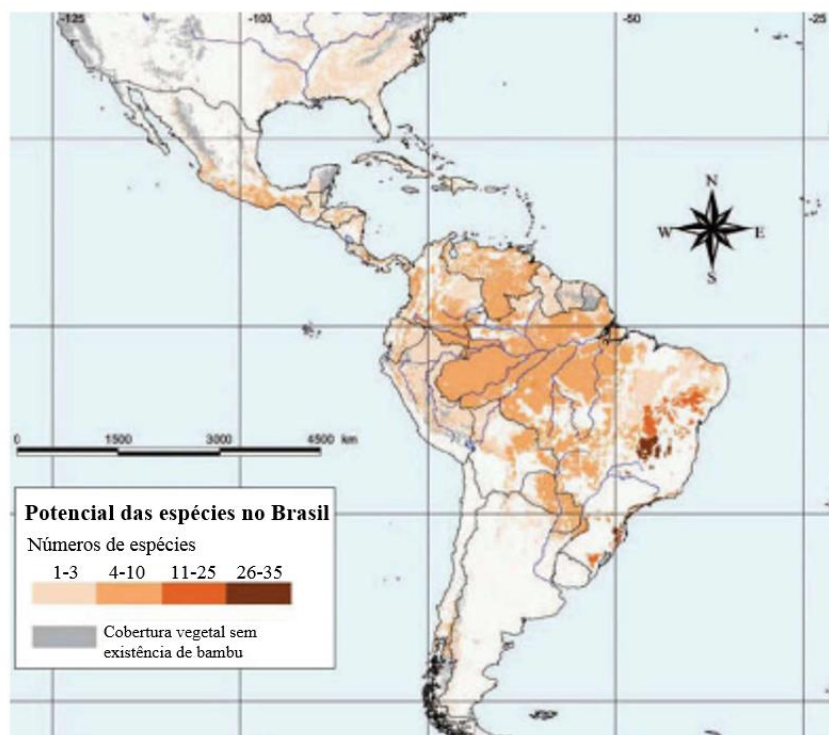 -125
-100
-75
-50
-25
N
W E
S
0 1500 3000 4500 km
Potencial das espécies no Brasil
Números de espécies
1-3 4-10 11-25 26-35
Cobertura vegetal sem
existência de bambu